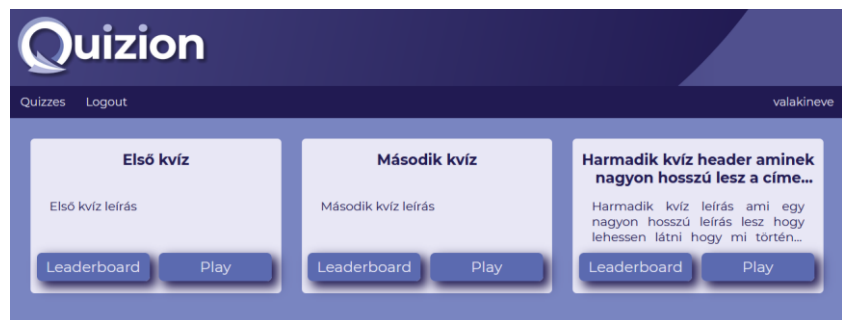 Quizion
Quizzes Logout valakineve
Első kvíz
Első kvíz leírás
Leaderboard Play
Második kvíz
Második kvíz leírás
Leaderboard Play
Harmadik kvíz header aminek
nagyon hosszú lesz a címe...
Harmadik kvíz leírás ami egy
nagyon hosszú leírás lesz hogy
lehessen látni hogy mi történ...
Leaderboard Play